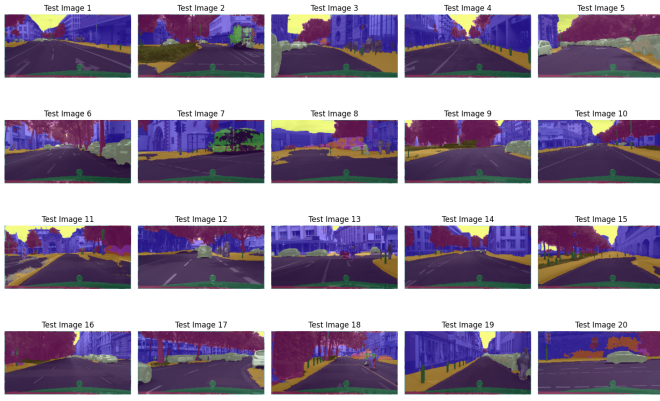 Test Image 1
Test Image 2
Test Image 3
Test Image 4
Test Image 5
Test Image 6
Test Image 7
Test Image 8
Test Image 9
Test Image 10
Test Image 11
Test Image 12
Test Image 13
Test Image 14
Test Image 15
Test Image 16
Test Image 17
Test Image 18
Test Image 19
Test Image 20